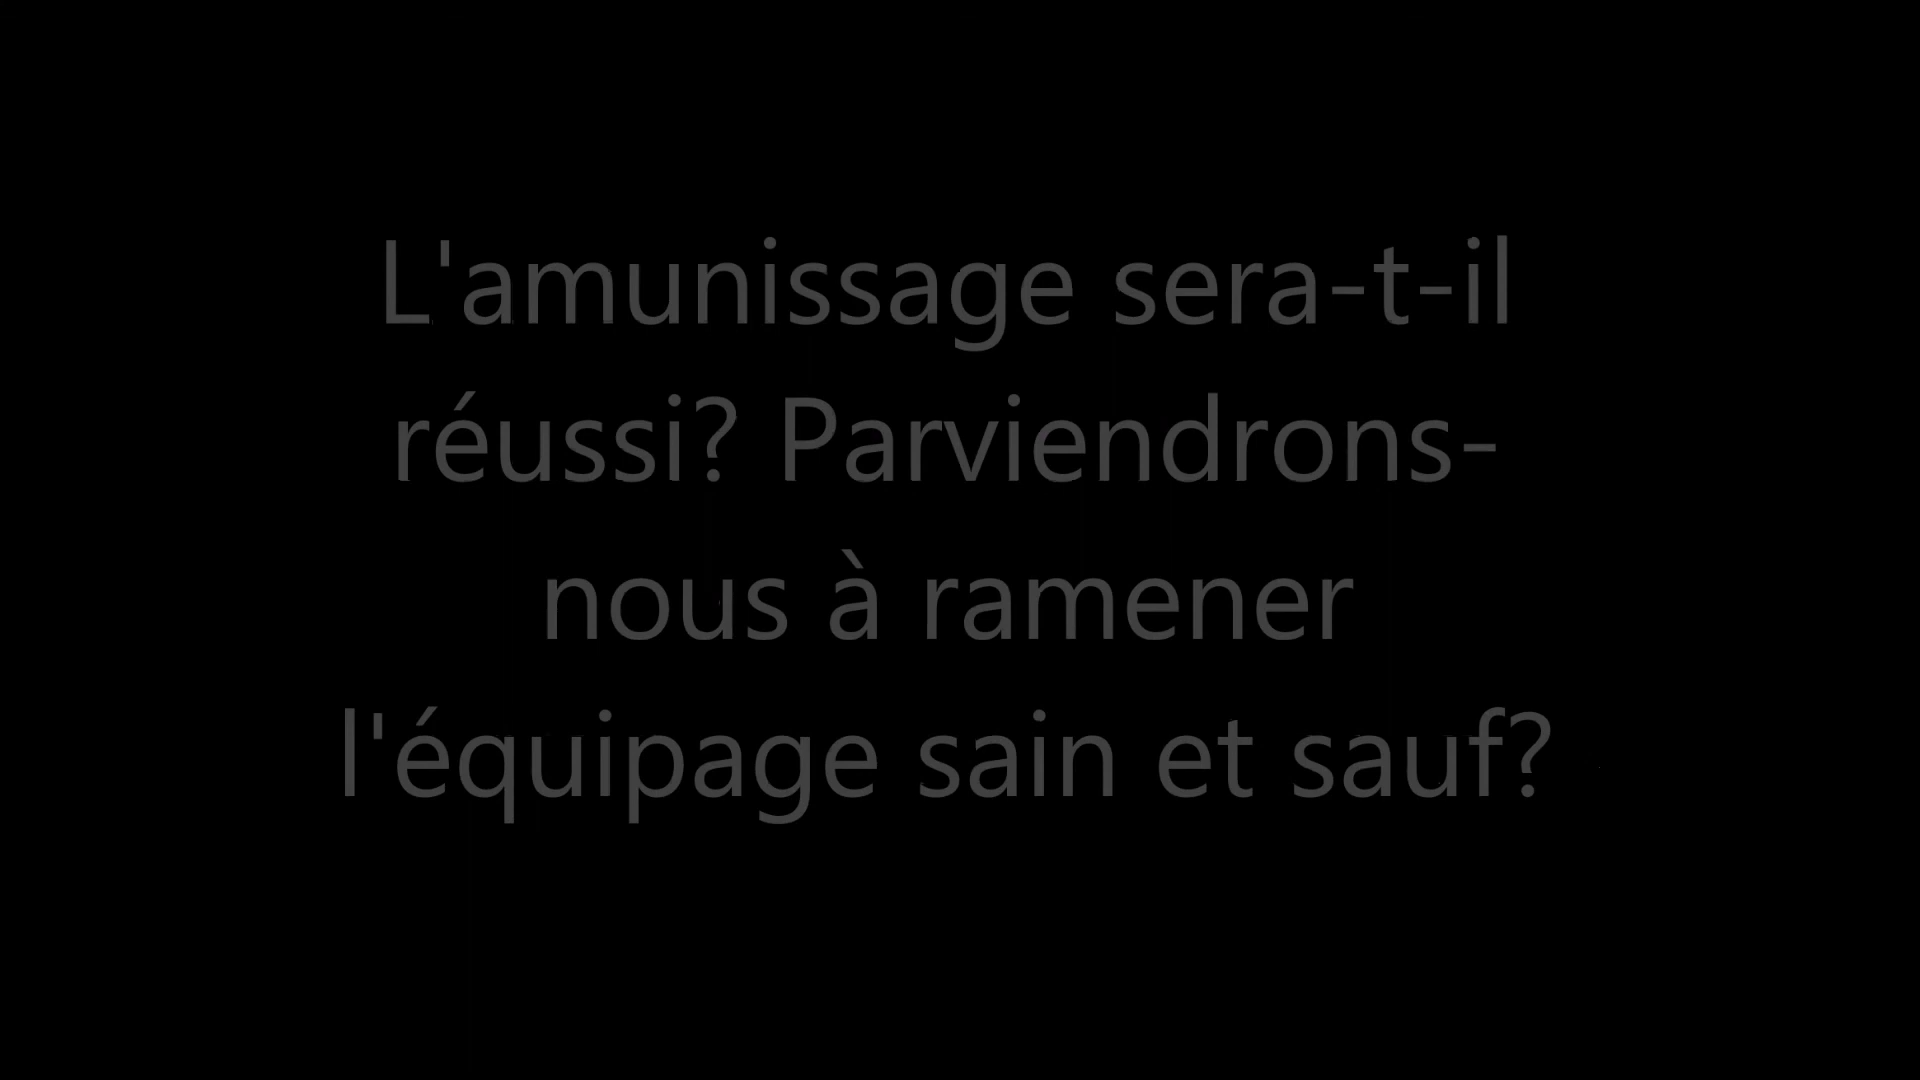 L'amunissage sera-t-il
réussi? Parviendrons-
nous à ramener
l'équipage sain et sauf?